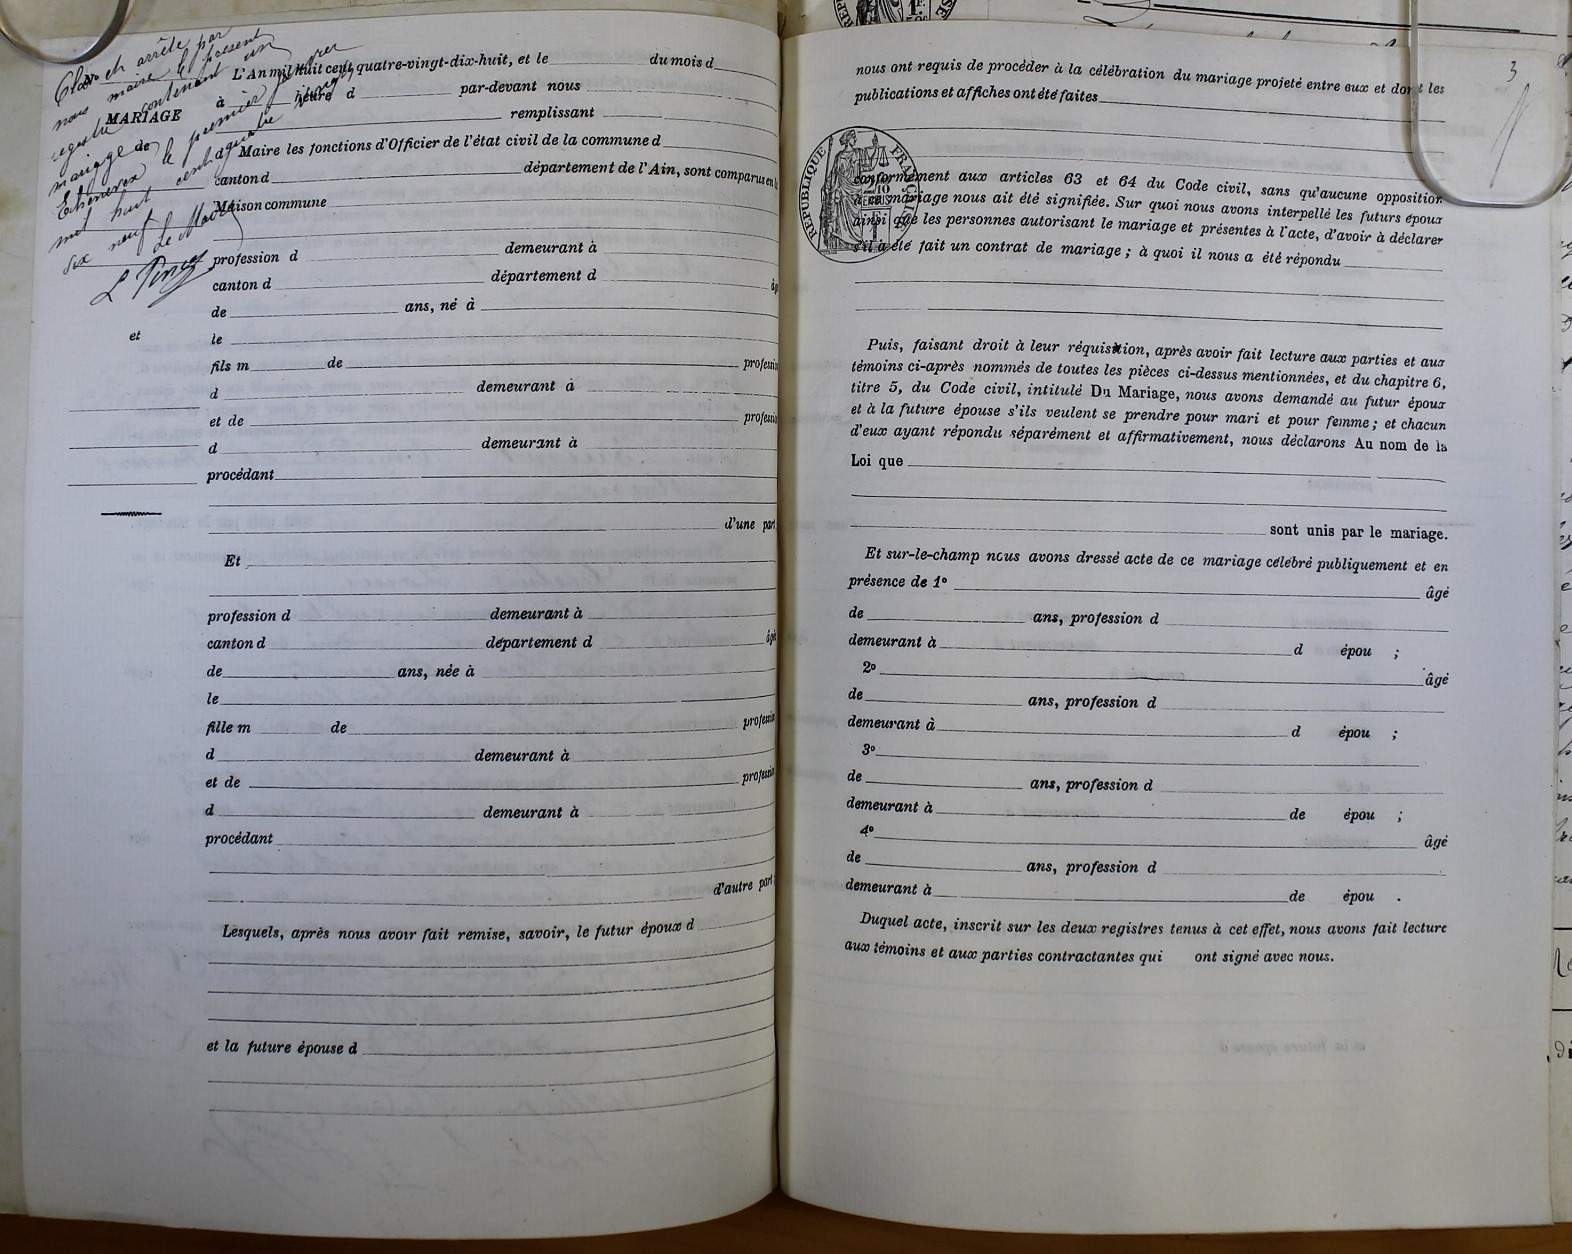 Clos et arrêté par
nous maire le présent
registre contenant un
mariage de
Echenevex le premier janvier
mil huit cent quatre vingt
dix neuf
Le Maire
MARIAGE
et
L'An mil huit cent quatre-vingt-dix-huit, et le du mois d
à heure d par-devant nous
remplissant
d Maire les fonctions d'Officier de l'état civil de la commune d
canton d département de l'Ain, sont comparus en la
Maison commune
profession d demeurant à
canton d département d âgé
de ans, né à
le
fils m de profession
d demeurant à
et de profession
d demeurant à
procédant
d'une part
Et
profession d demeurant à
canton d département d âgée
de ans, née à
le
fille m de profession
d demeurant à
et de profession
d demeurant à
procédant
d'autre part
Lesquels, après nous avoir fait remise, savoir, le futur époux d
et la future épouse d
3
nous ont requis de procéder à la célébration du mariage projeté entre eux et dont les
publications et affiches ont été faites
RÉPUBLIQUE FRANÇAISE
conformément aux articles 63 et 64 du Code civil, sans qu'aucune opposition
à ce mariage nous ait été signifiée. Sur quoi nous avons interpellé les futurs époux
ainsi que les personnes autorisant le mariage et présentes à l'acte, d'avoir à déclarer
s'il a été fait un contrat de mariage ; à quoi il nous a été répondu
Puis, faisant droit à leur réquisition, après avoir fait lecture aux parties et aux
témoins ci-après nommés de toutes les pièces ci-dessus mentionnées, et du chapitre 6,
titre 5, du Code civil, intitulé Du Mariage, nous avons demandé au futur époux
et à la future épouse s'ils veulent se prendre pour mari et pour femme ; et chacun
d'eux ayant répondu séparément et affirmativement, nous déclarons Au nom de la
Loi que
sont unis par le mariage.
Et sur-le-champ nous avons dressé acte de ce mariage célébré publiquement et en
présence de 1° âgé
de ans, profession d
demeurant à d épou ;
2° âgé
de ans, profession d
demeurant à d épou ;
3°
de ans, profession d
demeurant à de épou ;
4° âgé
de ans, profession d
demeurant à de épou .
Duquel acte, inscrit sur les deux registres tenus à cet effet, nous avons fait lecture
aux témoins et aux parties contractantes qui ont signé avec nous.